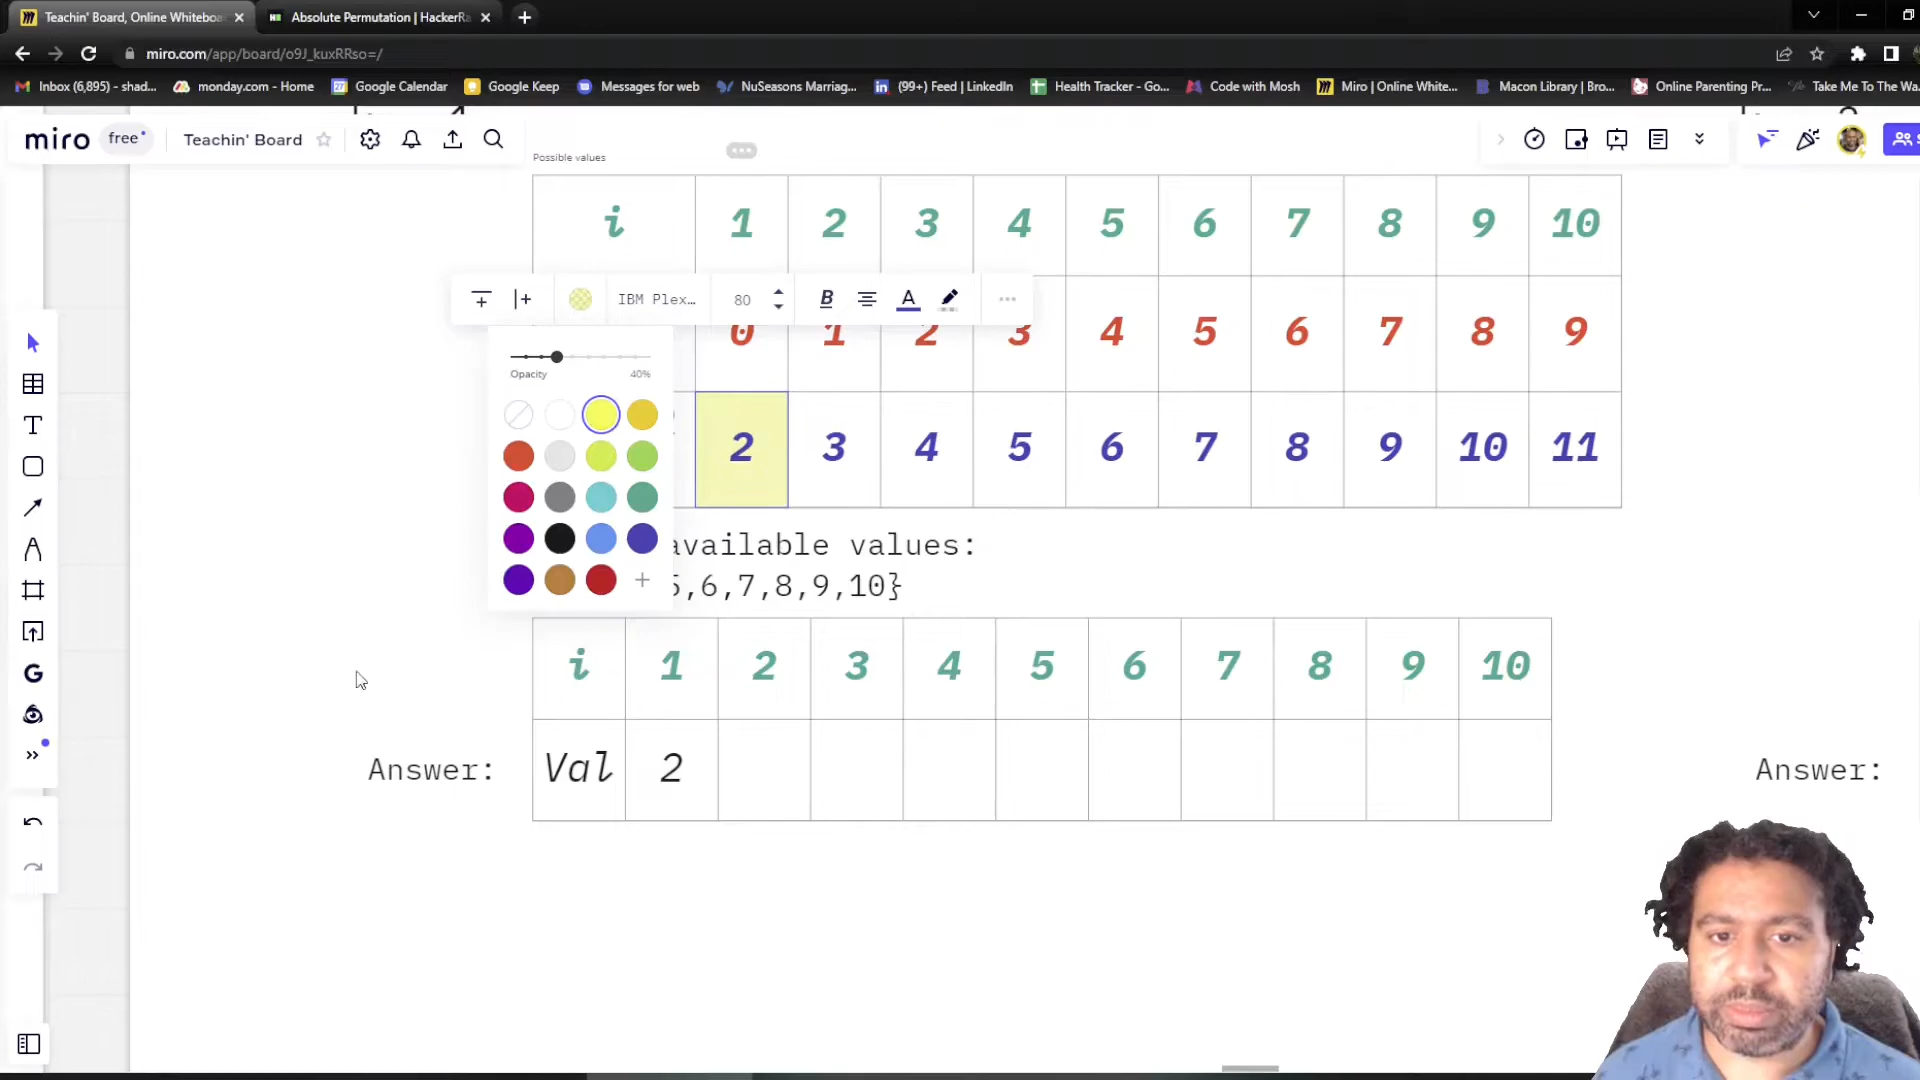 Teachin' Board, Online Whiteboa
Absolute Permutation | HackerRa
miro.com/app/board/o9J_kuxRRso=/
Inbox (6,895) - shad...
monday.com - Home
Google Calendar
Google Keep
Messages for web
NuSeasons Marriag...
(99+) Feed | LinkedIn
Health Tracker - Go...
Code with Mosh
Miro | Online White...
Macon Library | Bro...
Online Parenting Pr...
Take Me To The Wa
miro free Teachin' Board
Possible values
i 1 2 3 4 5 6 7 8 9 10
IBM Plex... 80 B A
0 1 2 3 4 5 6 7 8 9
Opacity 40%
2 3 4 5 6 7 8 9 10 11
available values:
5,6,7,8,9,10}
i 1 2 3 4 5 6 7 8 9 10
Answer: Val 2
Answer: